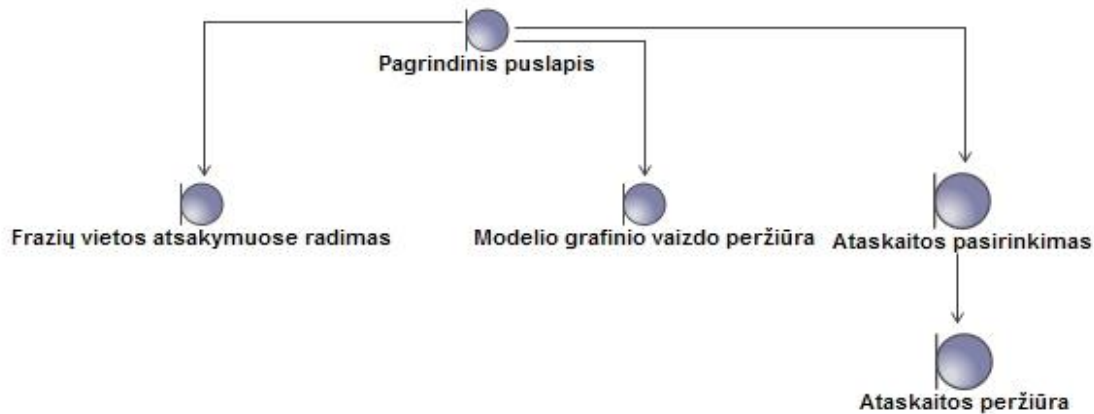 Pagrindinis puslapis
Frazių vietos atsakymuose radimas
Modelio grafinio vaizdo peržiūra
Ataskaitos pasirinkimas
Ataskaitos peržiūra